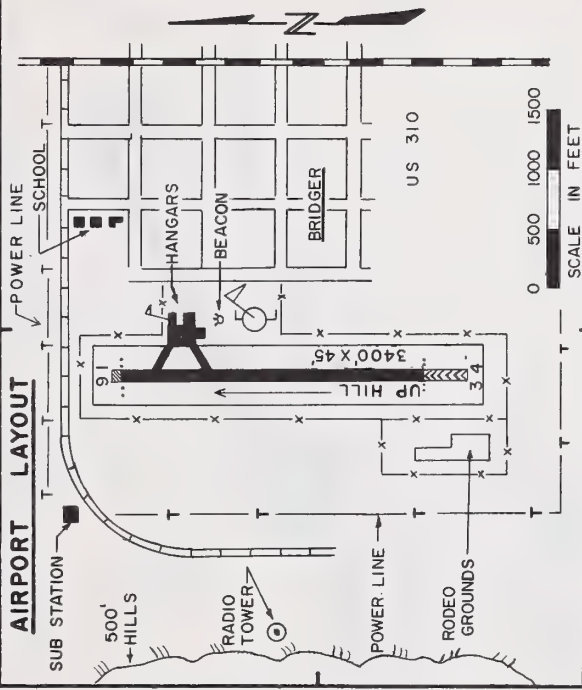 AIRPORT LAYOUT
POWER LINE
SCHOOL
SUB STATION
500'
HILLS
HANGARS
BEACON
BRIDGER
US 310
16
3400' X 45'
UP HILL
34
RADIO
TOWER
POWER LINE
RODEO
GROUNDS
N
0 500 1000 1500
SCALE IN FEET